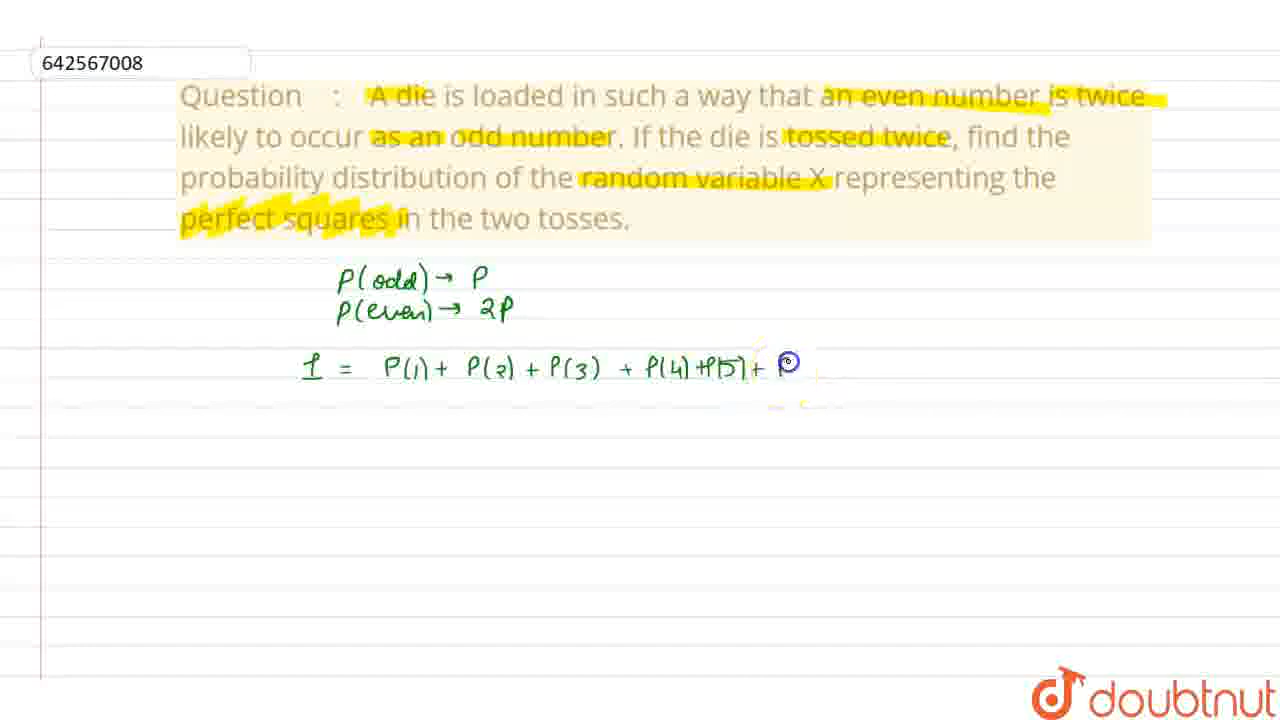 642567008
Question : A die is loaded in such a way that an even number is twice
likely to occur as an odd number. If the die is tossed twice, find the
probability distribution of the random variable X representing the
perfect squares in the two tosses.
P(odd) → P
P(even) → 2P
1 = P(1) + P(2) + P(3) + P(4) + P(5) + P
doubtnut